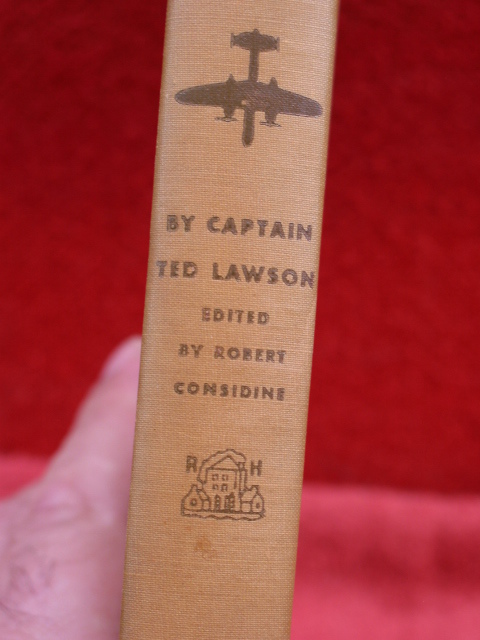 BY CAPTAIN
TED LAWSON
EDITED
BY ROBERT
CONSIDINE
R H